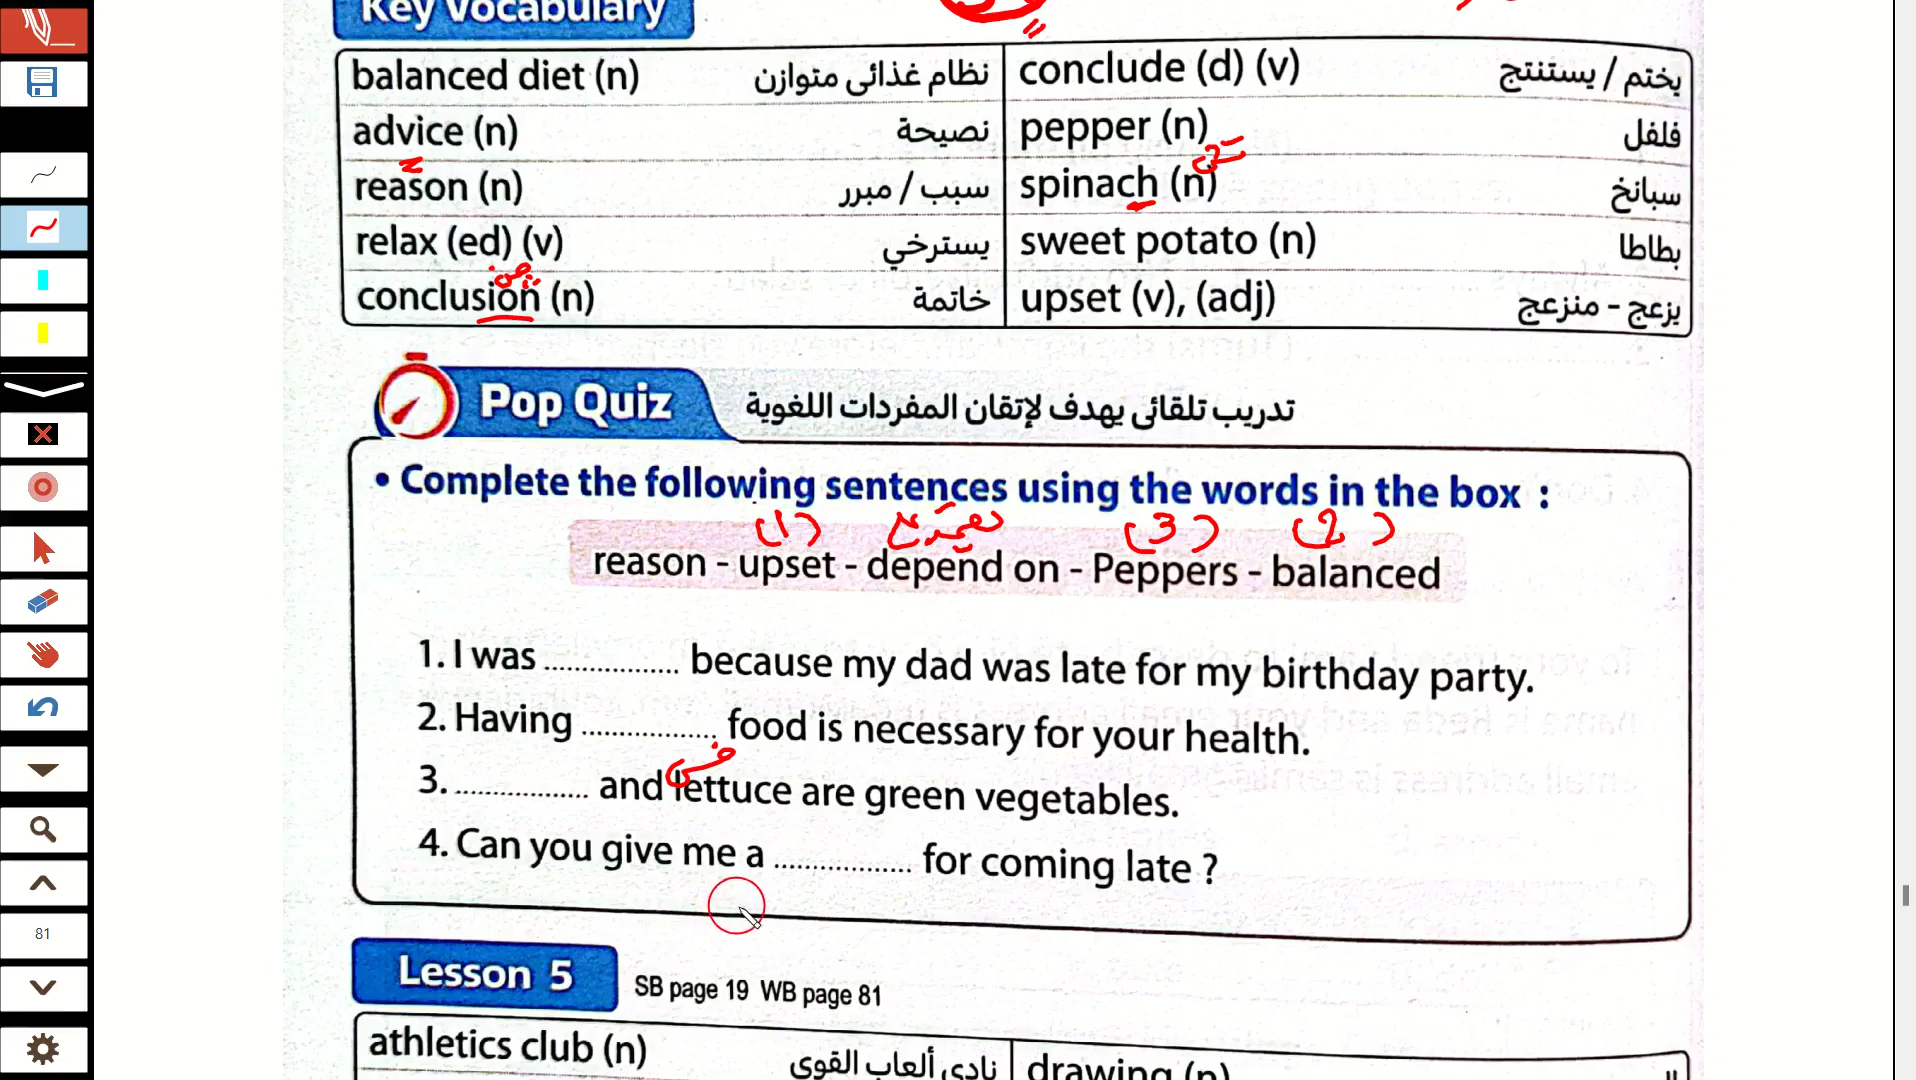 Key Vocabulary
balanced diet (n) نظام غذائى متوازن conclude (d) (v) يختم / يستنتج
advice (n) نصيحة pepper (n) فلفل
reason (n) سبب / مبرر spinach (n) سبانخ
relax (ed) (v) يسترخي sweet potato (n) بطاطا
conclusion (n) خاتمة upset (v), (adj) يزعج - منزعج
Pop Quiz تدريب تلقائى يهدف لإتقان المفردات اللغوية
• Complete the following sentences using the words in the box :
(1) يعتمد (3) (2)
reason - upset - depend on - Peppers - balanced
1. I was ................. because my dad was late for my birthday party.
2. Having ................. food is necessary for your health.
خس
3. ................. and lettuce are green vegetables.
4. Can you give me a ................. for coming late ?
81
Lesson 5 SB page 19 WB page 81
athletics club (n) نادى ألعاب القوى drawing (n)